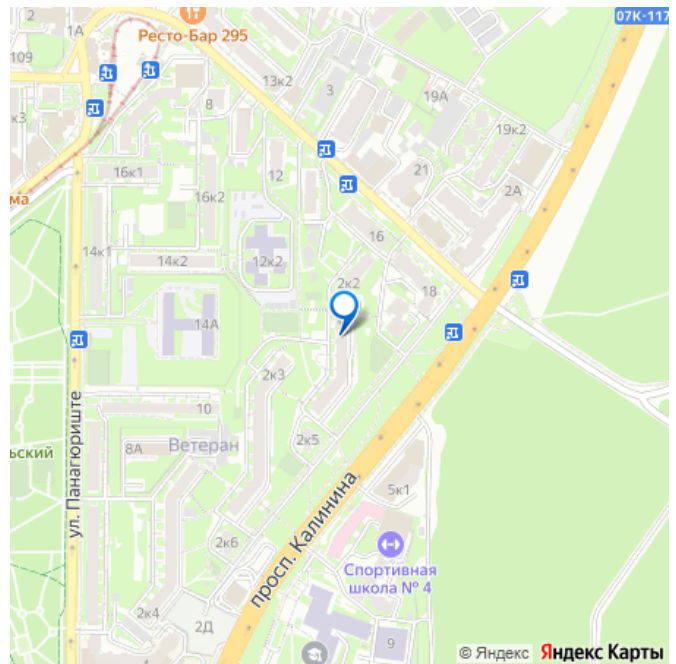 07К-117
1А
Ресто-Бар 295
109
2
13к2
3
8
19А
к3
19к2
21
16к1
12
16к2
2А
ма
16
14к1
14к2
12к2
2к2
18
14А
2к3
10
ул. Панагюриште
8А
Ветеран
2к5
ьский
5к1
просп. Калинина
2к6
Спортивная
школа № 4
2к4
2Д
9
© Яндекс Яндекс Карты